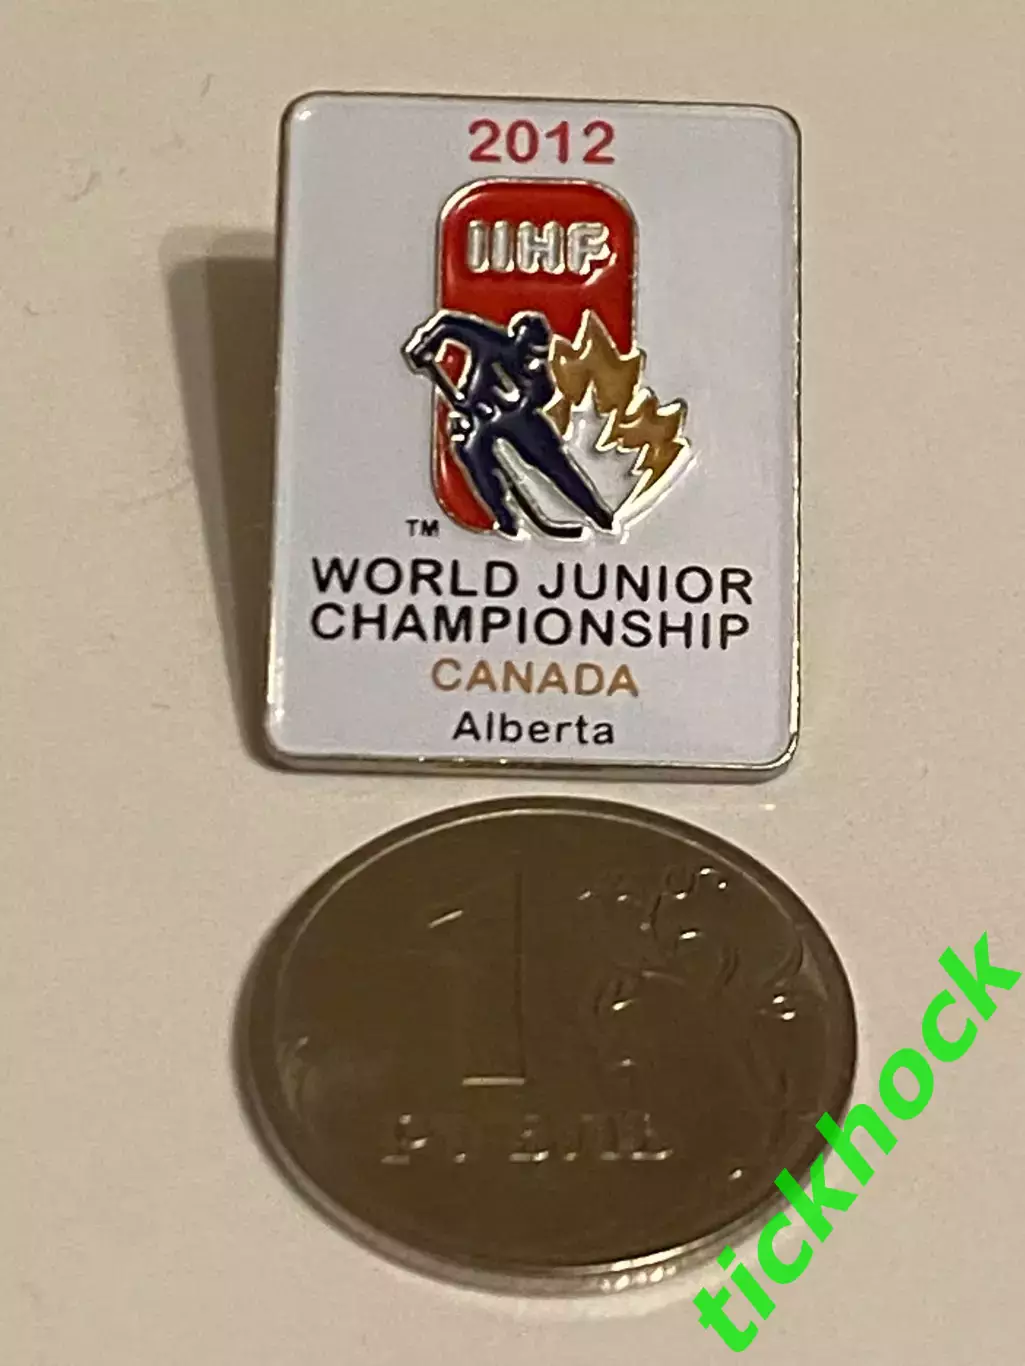 2012
IIHF
TM
WORLD JUNIOR
CHAMPIONSHIP
CANADA
Alberta
1
РУБЛЬ
tickhock